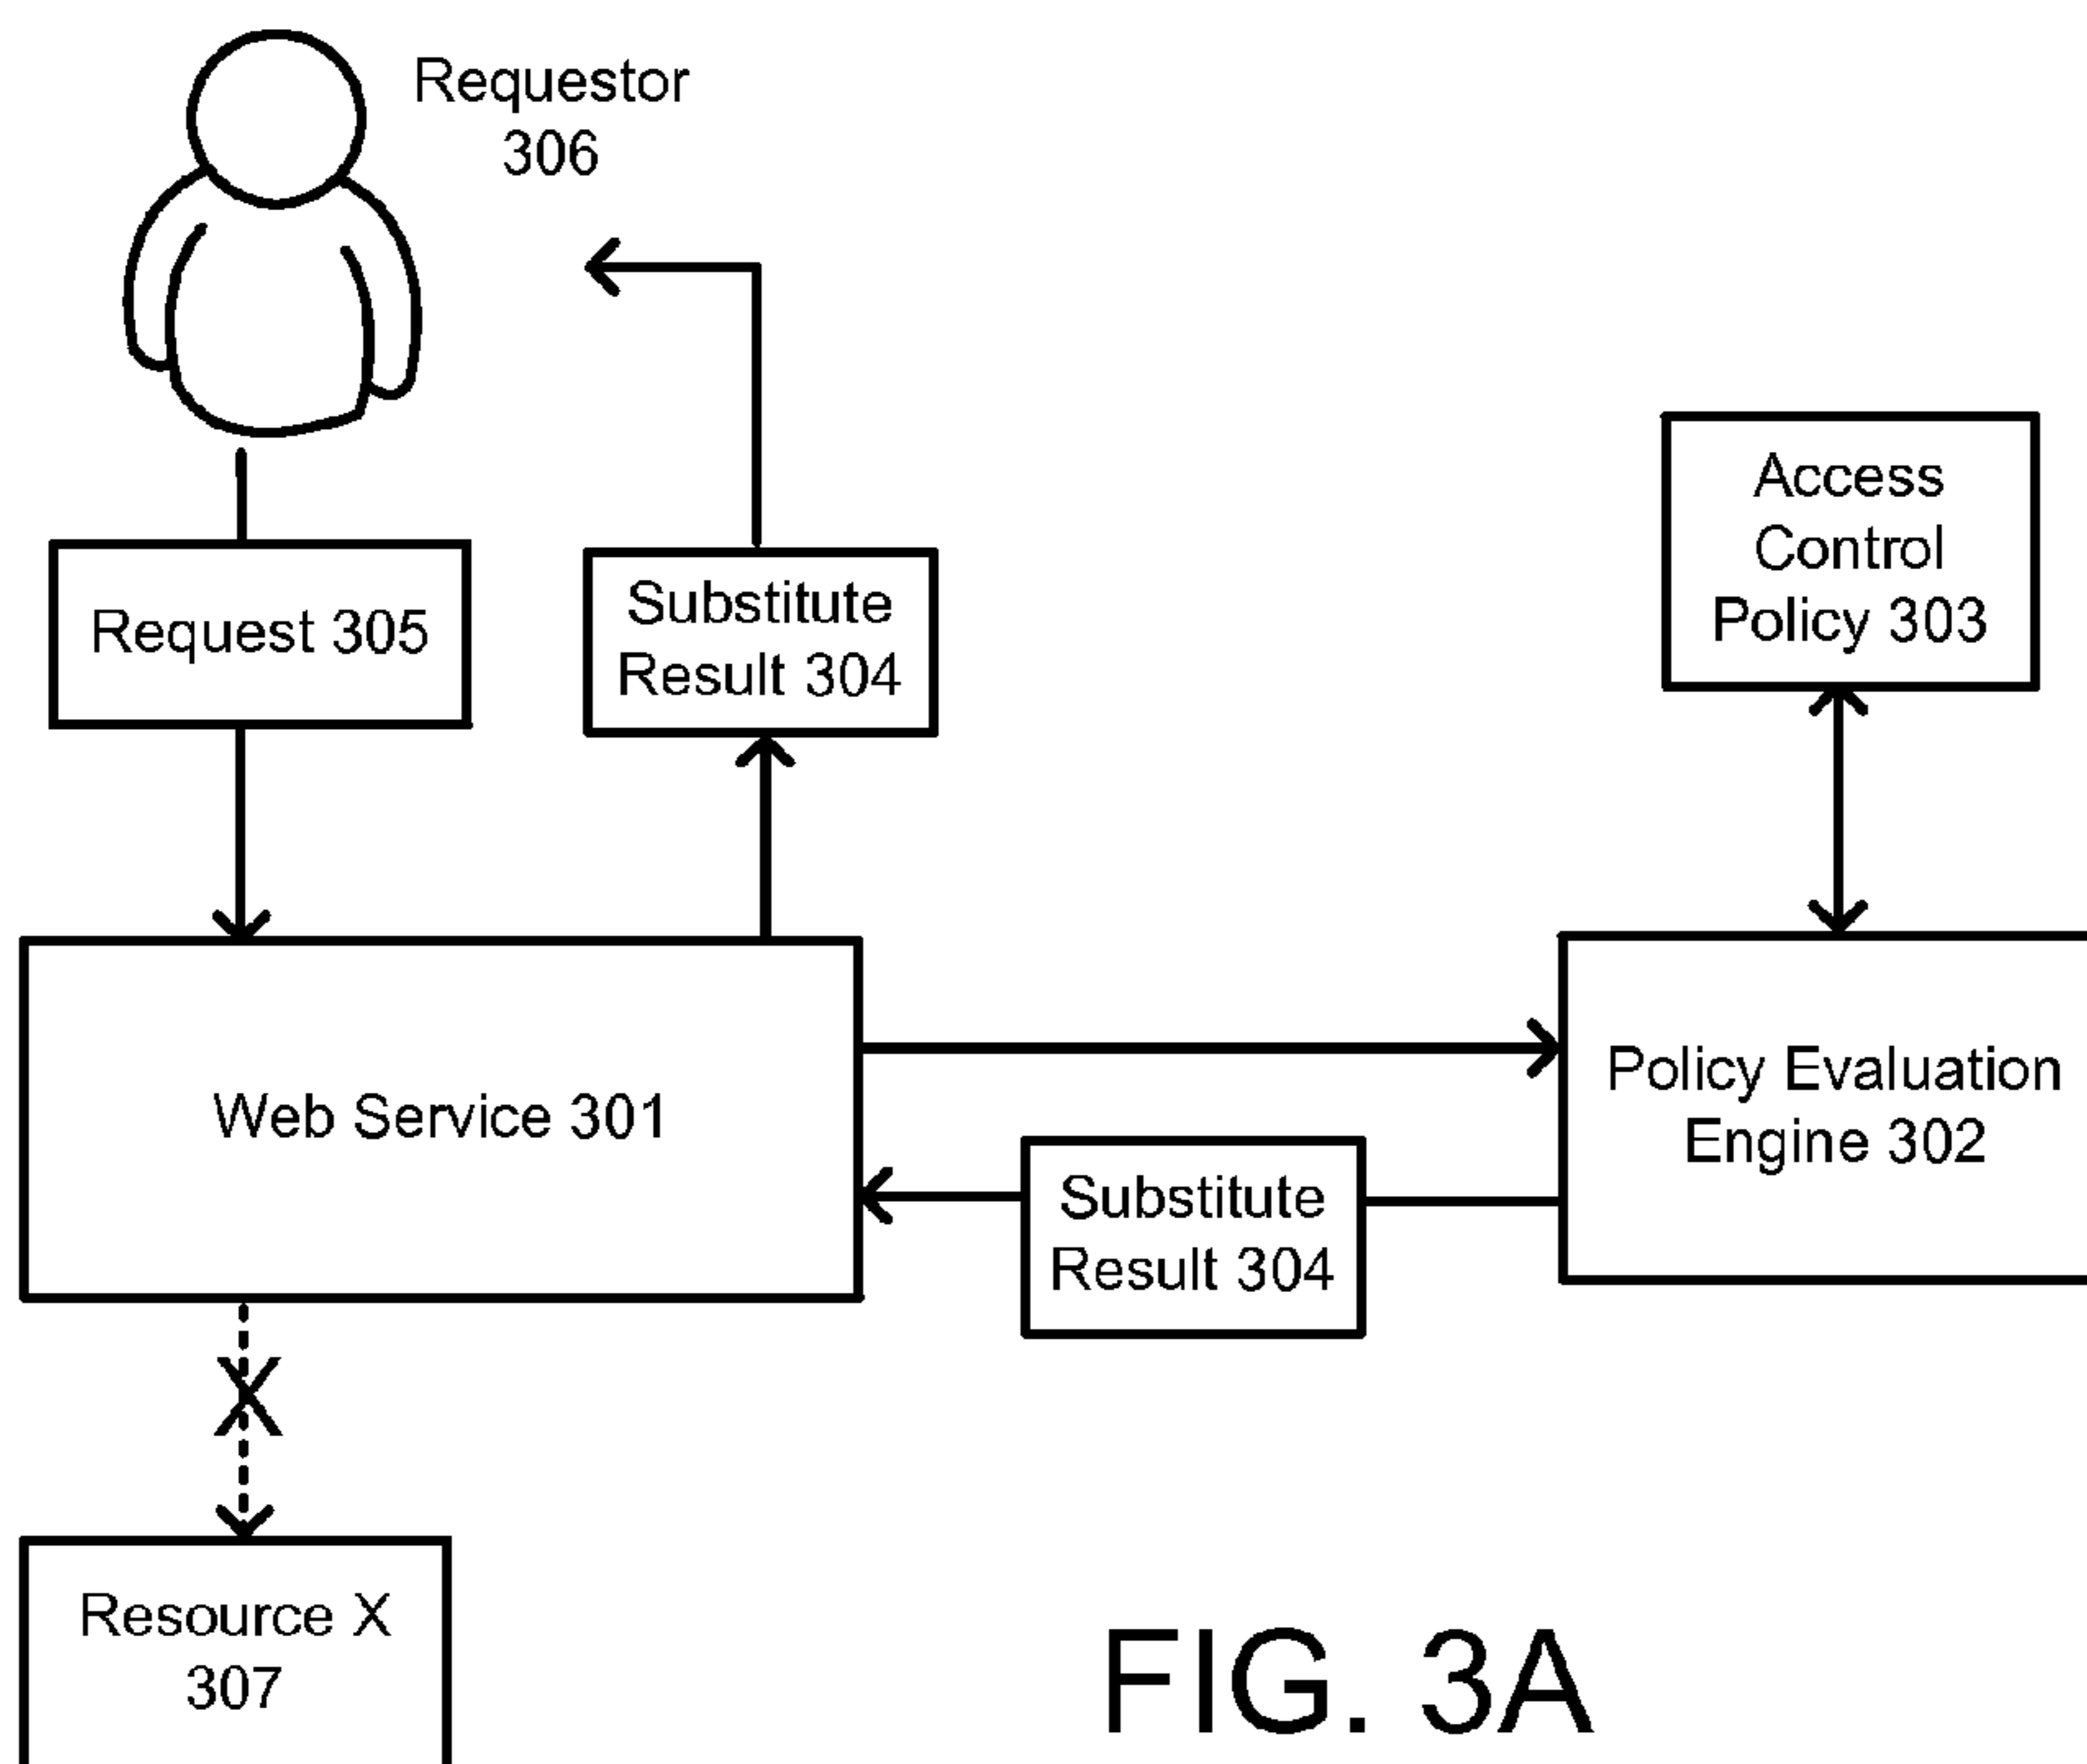 Requestor
306
Request 305
Substitute
Result 304
Access
Control
Policy 303
Web Service 301
Policy Evaluation
Engine 302
Substitute
Result 304
X
Resource X
307
FIG. 3A